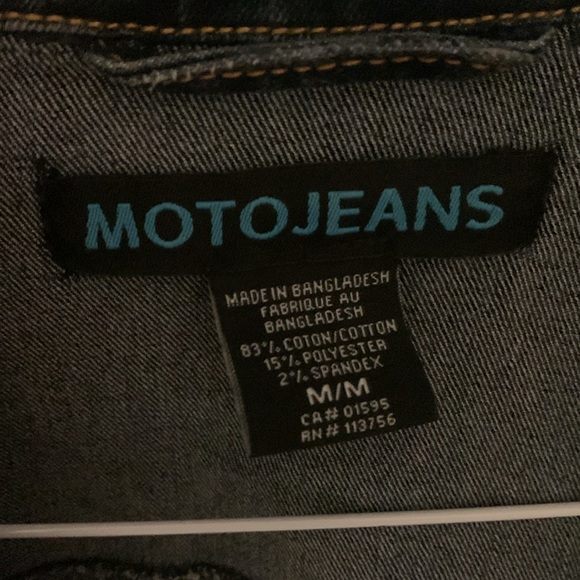 MOTOJEANS
MADE IN BANGLADESH
FABRIQUE AU
BANGLADESH
83% COTON/COTTON
15% POLYESTER
2% SPANDEX
M/M
CA# 01595
RN# 113756